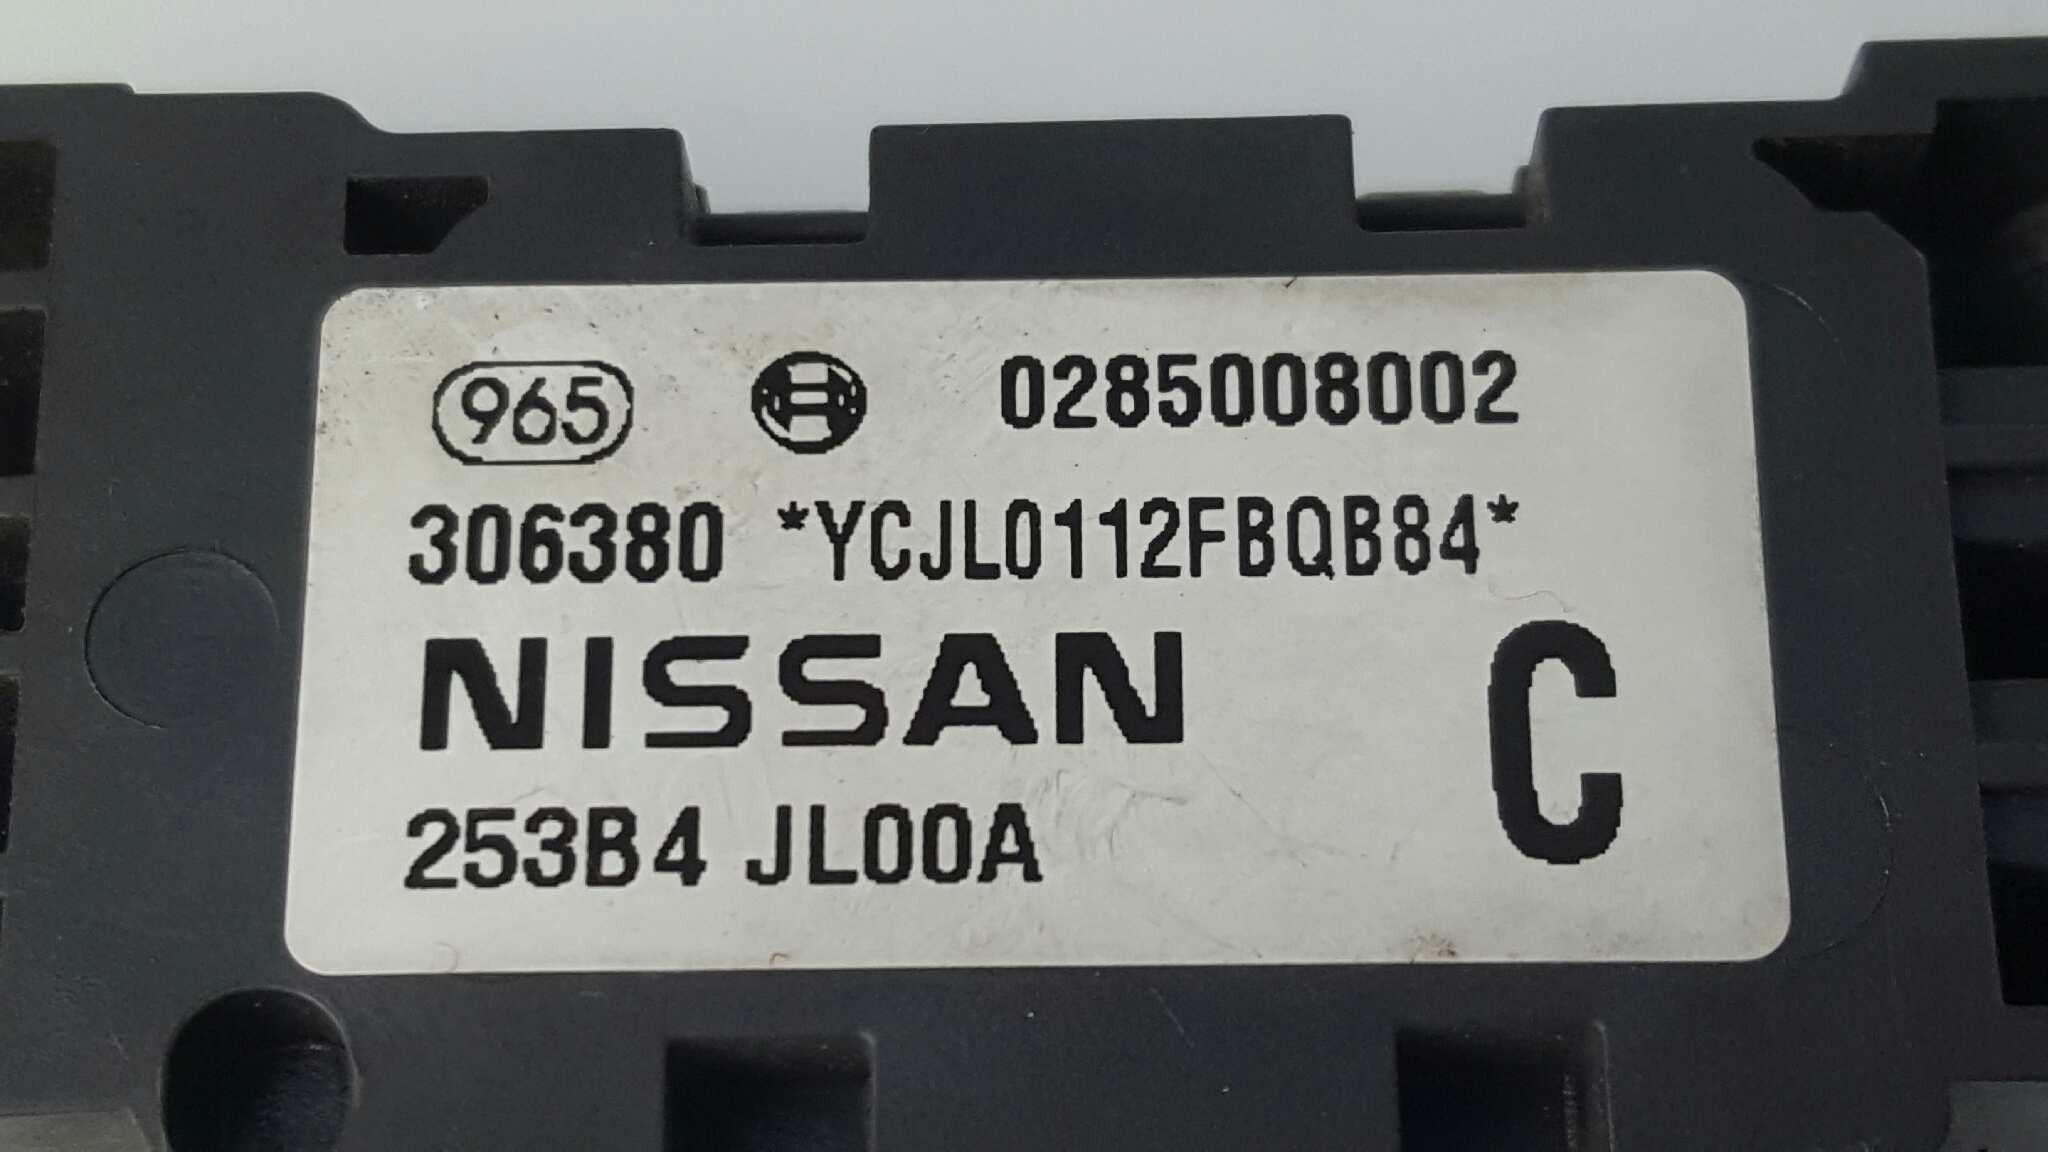 965 0285008002
306380 *YCJL0112FBQB84*
NISSAN C
253B4 JL00A